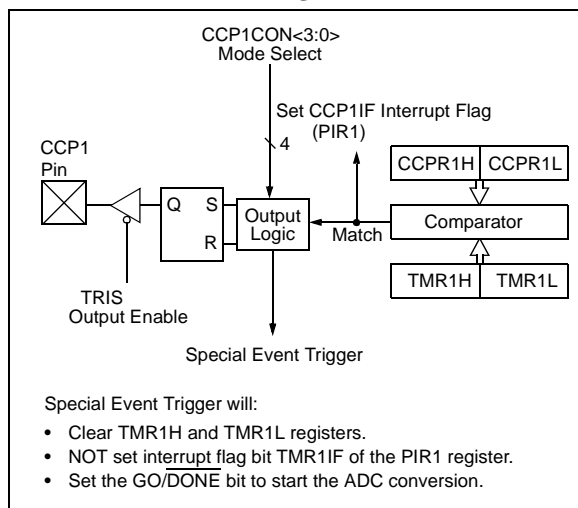 CCP1CON<3:0>
Mode Select
Set CCP1IF Interrupt Flag
(PIR1)
4
CCP1
Pin
CCPR1H CCPR1L
Q S
R
Output
Logic
Match
Comparator
TRIS
Output Enable
TMR1H TMR1L
Special Event Trigger
Special Event Trigger will:
• Clear TMR1H and TMR1L registers.
• NOT set interrupt flag bit TMR1IF of the PIR1 register.
• Set the GO/DONE bit to start the ADC conversion.